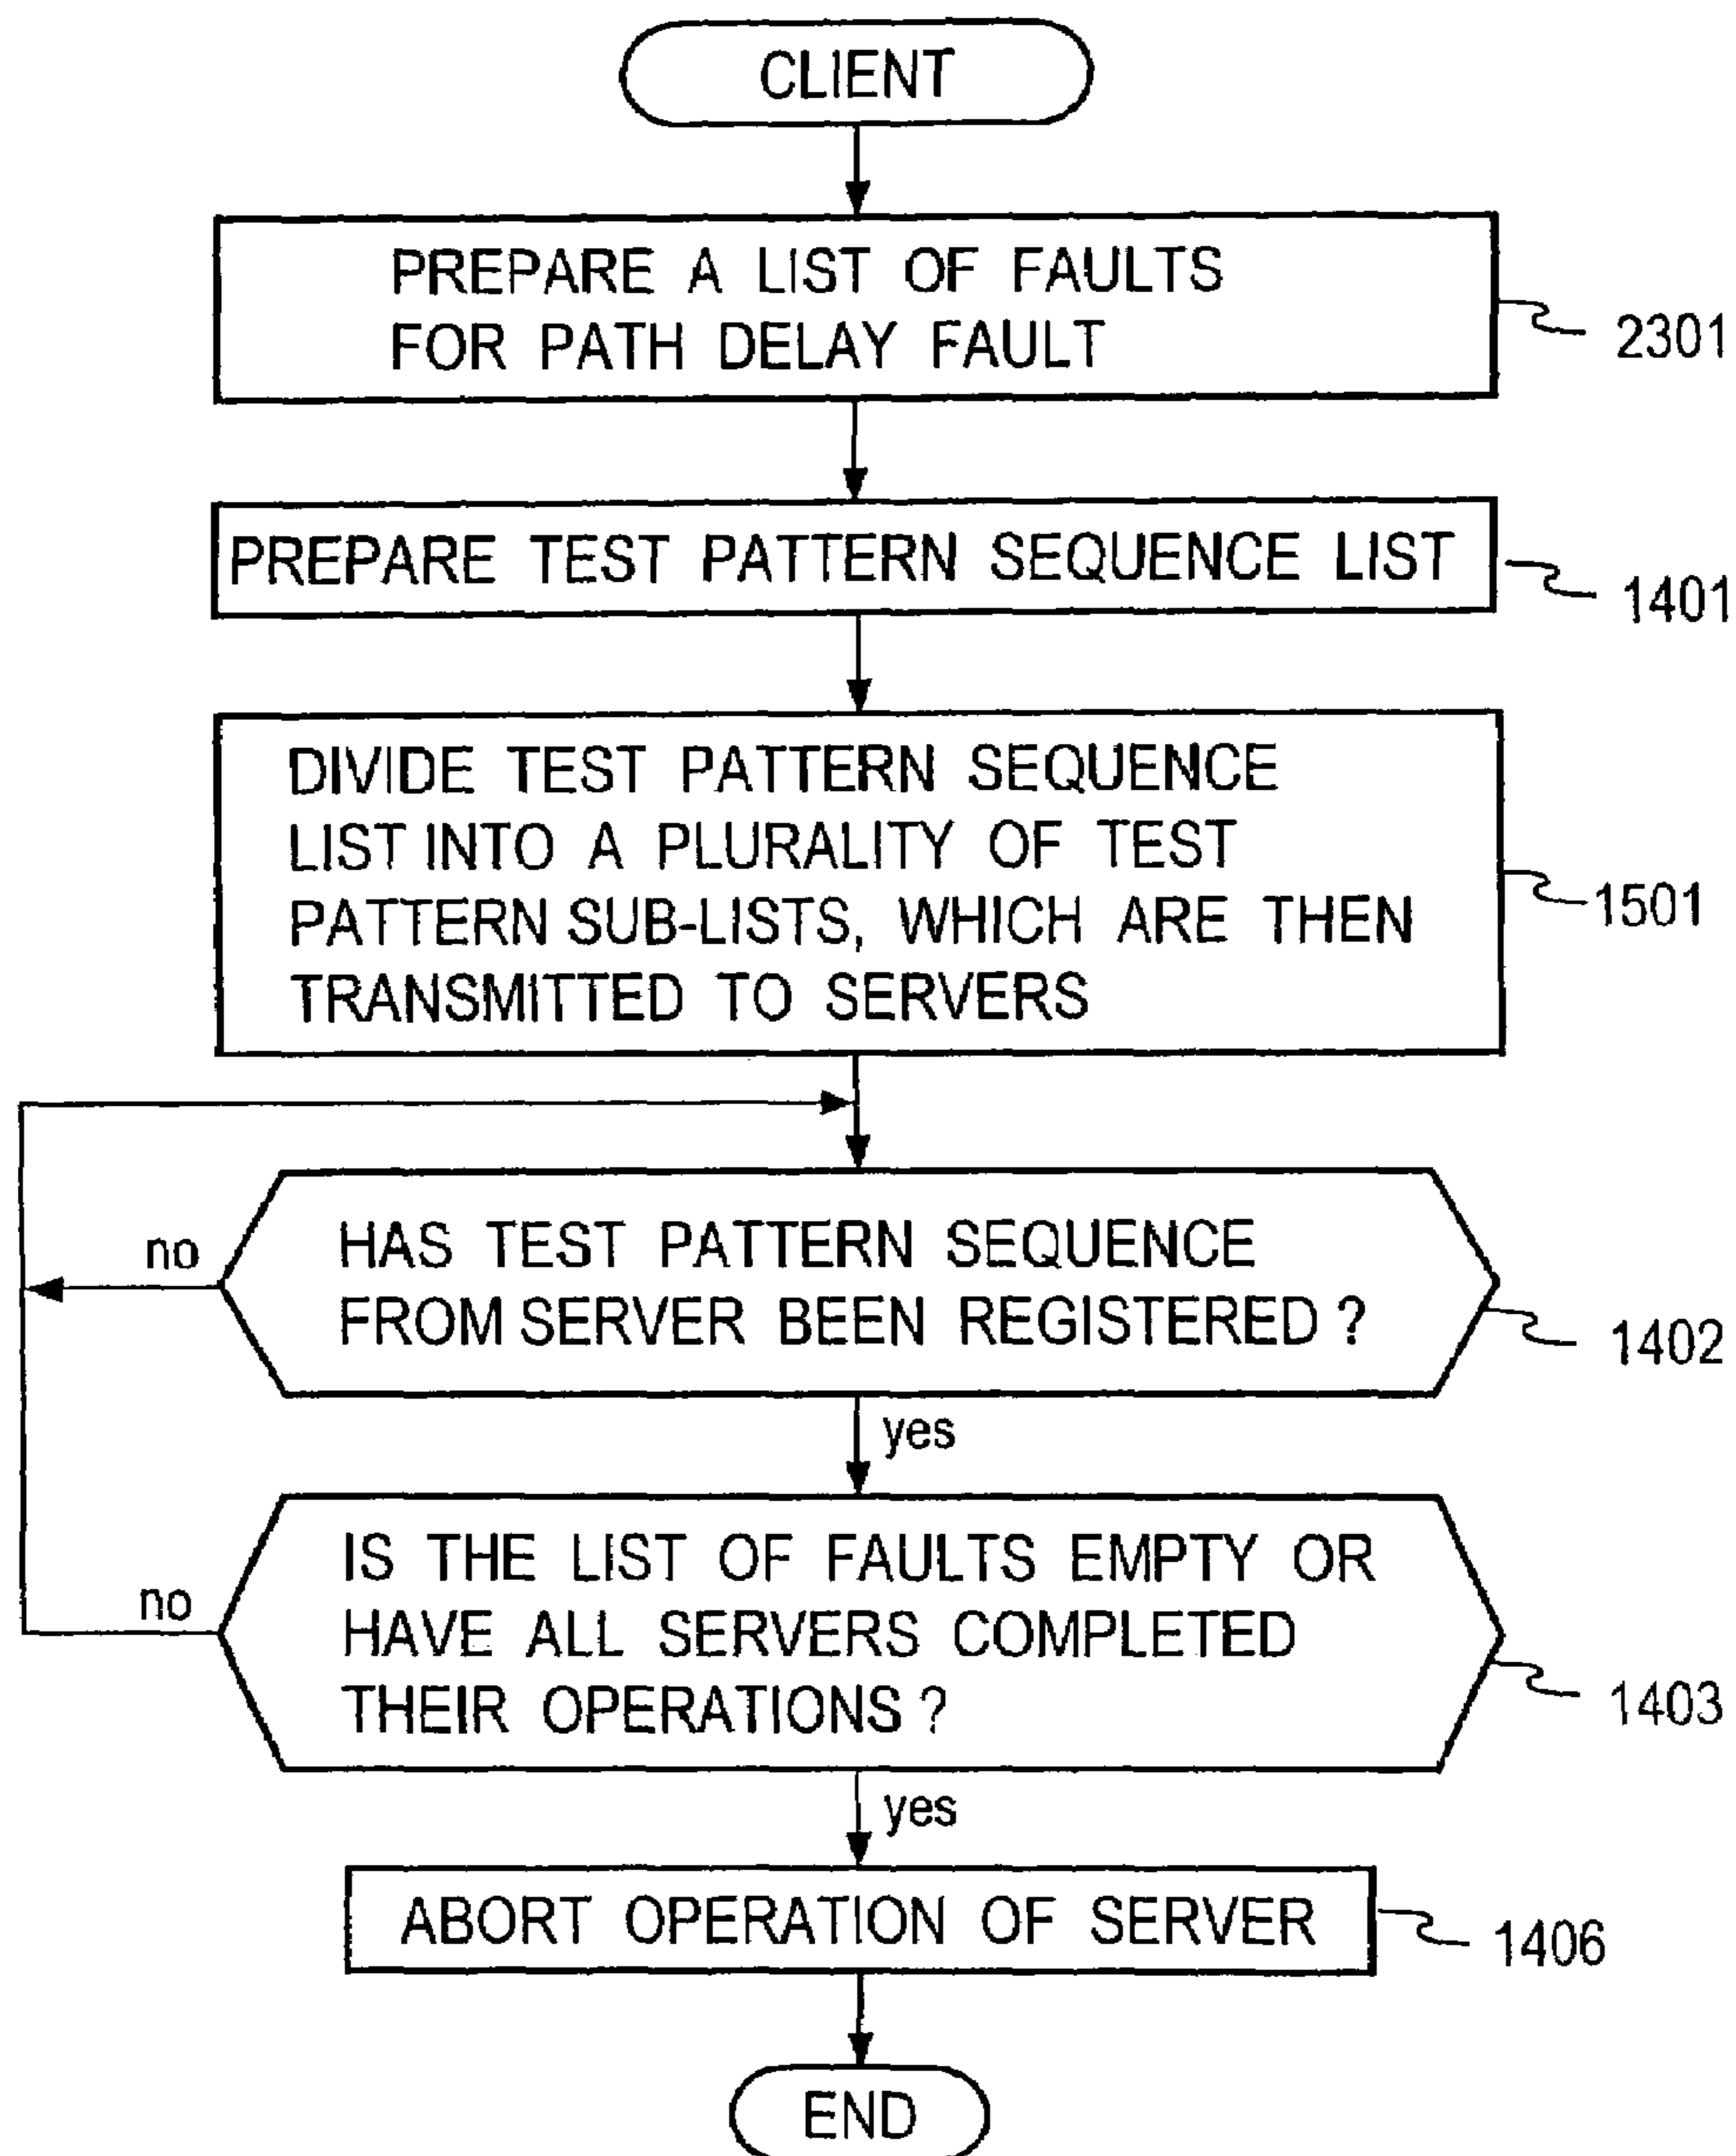 CLIENT
PREPARE A LIST OF FAULTS
FOR PATH DELAY FAULT
2301
PREPARE TEST PATTERN SEQUENCE LIST
1401
DIVIDE TEST PATTERN SEQUENCE
LIST INTO A PLURALITY OF TEST
PATTERN SUB-LISTS, WHICH ARE THEN
TRANSMITTED TO SERVERS
1501
no
HAS TEST PATTERN SEQUENCE
FROM SERVER BEEN REGISTERED ?
1402
yes
no
IS THE LIST OF FAULTS EMPTY OR
HAVE ALL SERVERS COMPLETED
THEIR OPERATIONS ?
1403
yes
ABORT OPERATION OF SERVER
1406
END